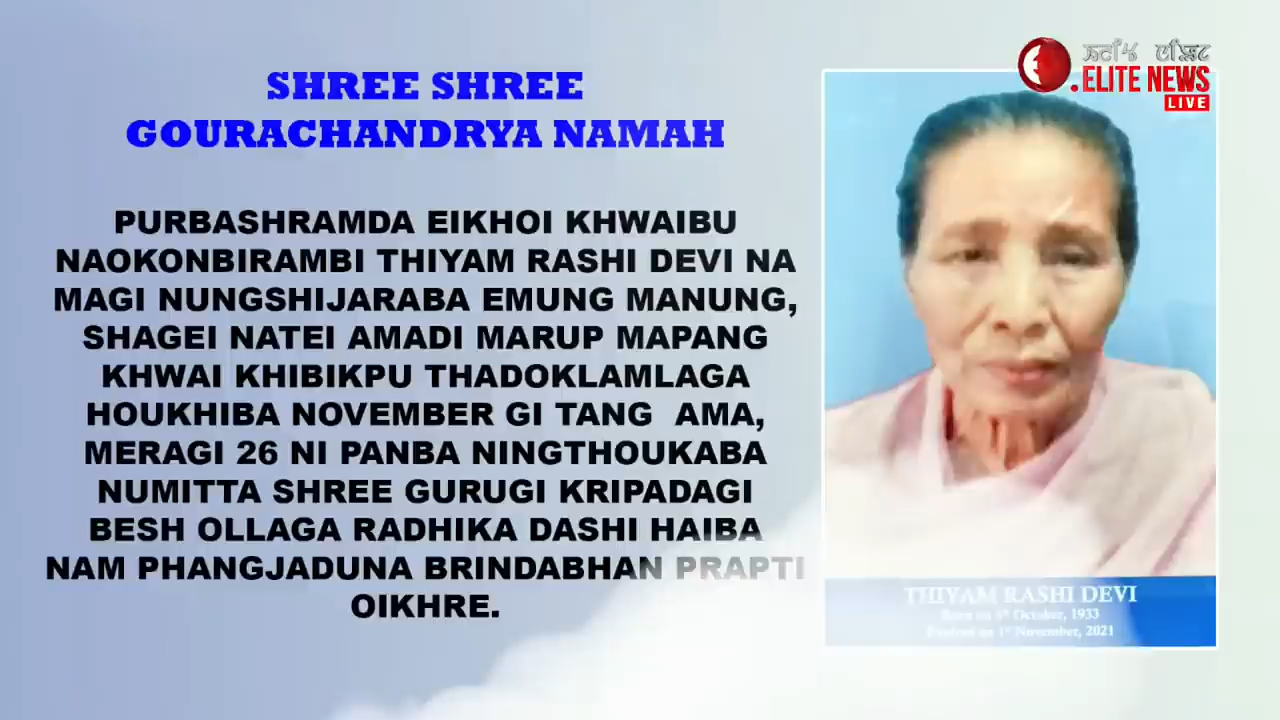 SHREE SHREE
GOURACHANDRYA NAMAH
PURBASHRAMDA EIKHOI KHWAIBU
NAOKONBIRAMBI THIYAM RASHI DEVI NA
MAGI NUNGSHIJARABA EMUNG MANUNG,
SHAGEI NATEI AMADI MARUP MAPANG
KHWAI KHIBIKPU THADOKLAMLAGA
HOUKHIBA NOVEMBER GI TANG AMA,
MERAGI 26 NI PANBA NINGTHOUKABA
NUMITTA SHREE GURUGI KRIPADAGI
BESH OLLAGA RADHIKA DASHI HAIBA
NAM PHANGJADUNA BRINDABHAN PRAPTI
OIKHRE.
ꯏꯂꯤꯠ ꯅꯤꯎꯖ
.ELITE NEWS
LIVE
THIYAM RASHI DEVI
Born on October, 1933
on 1st November, 2021